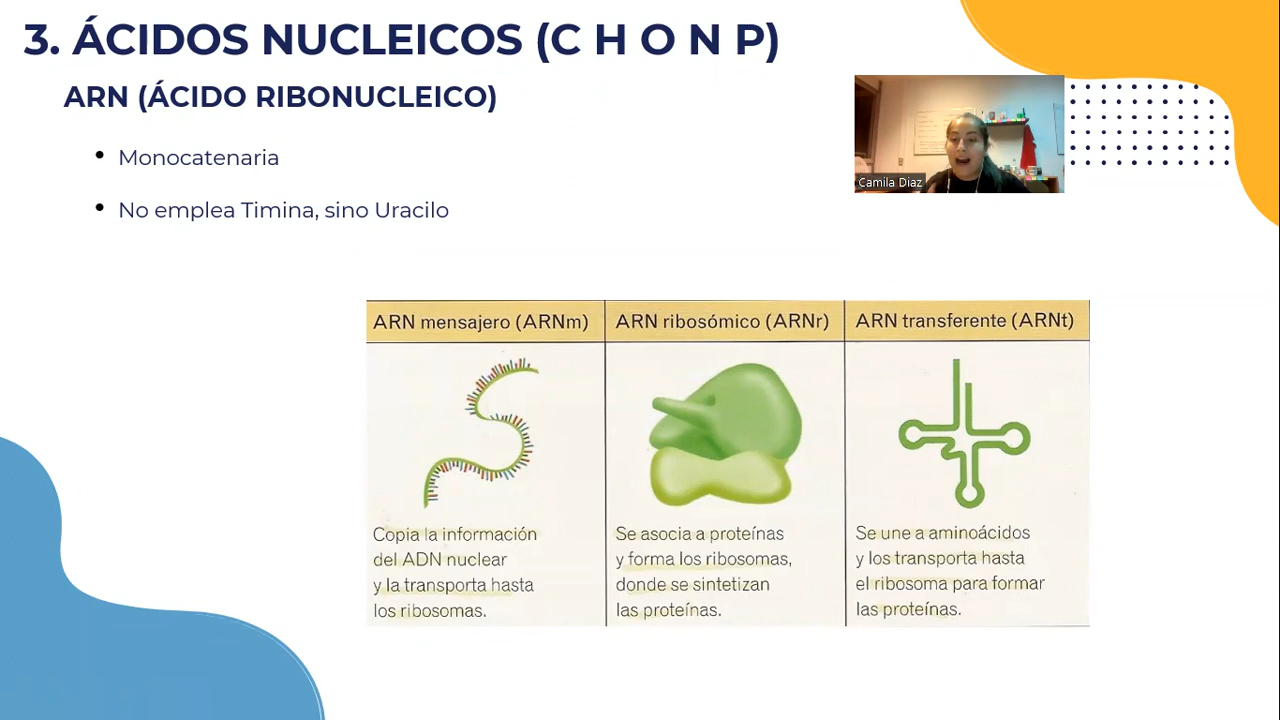 3. ÁCIDOS NUCLEICOS (C H O N P)
ARN (ÁCIDO RIBONUCLEICO)
• Monocatenaria
• No emplea Timina, sino Uracilo
Camila Diaz
ARN mensajero (ARNm)
ARN ribosómico (ARNr)
ARN transferente (ARNt)
Copia la información
del ADN nuclear
y la transporta hasta
los ribosomas.
Se asocia a proteínas
y forma los ribosomas,
donde se sintetizan
las proteínas.
Se une a aminoácidos
y los transporta hasta
el ribosoma para formar
las proteínas.